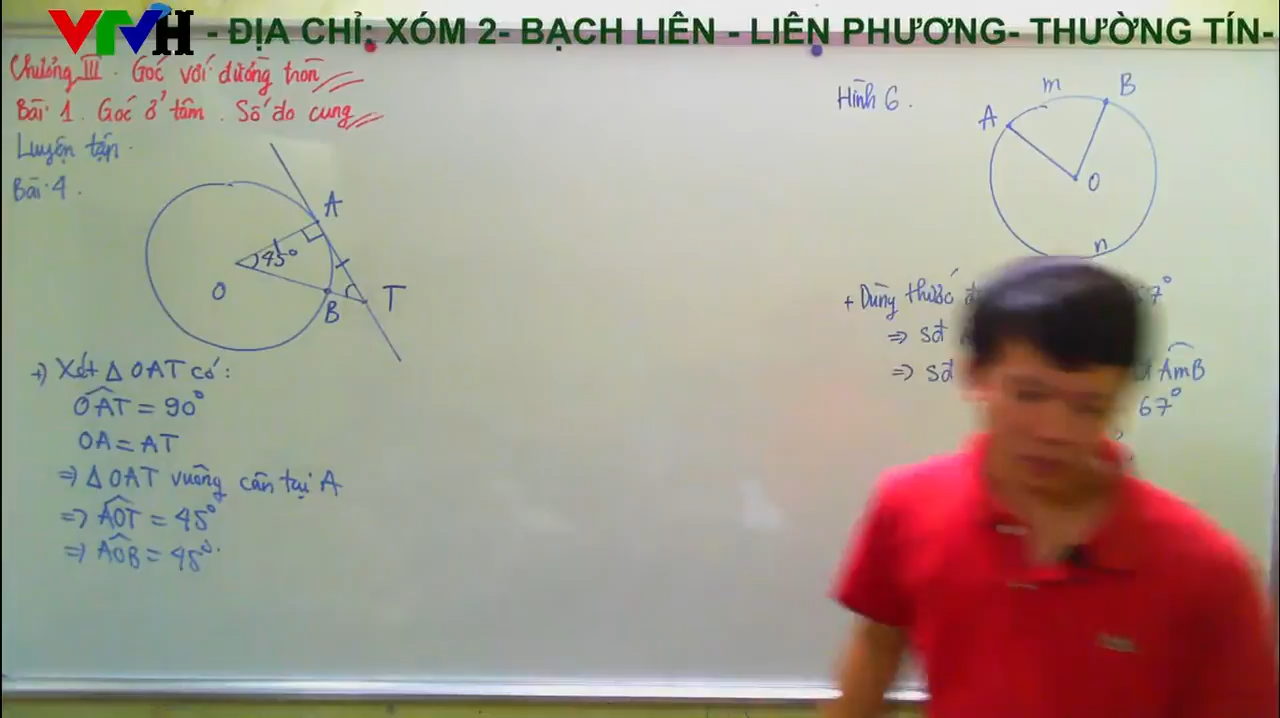 VTVH - ĐỊA CHỈ: XÓM 2- BẠCH LIÊN - LIÊN PHƯƠNG- THƯỜNG TÍN-
Chương III. Góc với đường tròn
Bài 1. Góc ở tâm. Số đo cung
Luyện tập.
Bài 4.
A
45°
O
B
T
+) Xét Δ OAT có:
OAT = 90°
OA = AT
=> Δ OAT vuông cân tại A
=> AOT = 45°
=> AOB = 45°.
Hình 6.
m
B
A
O
n
+ Dùng thước 67°
=> sđ
=> sđ AmB
67°